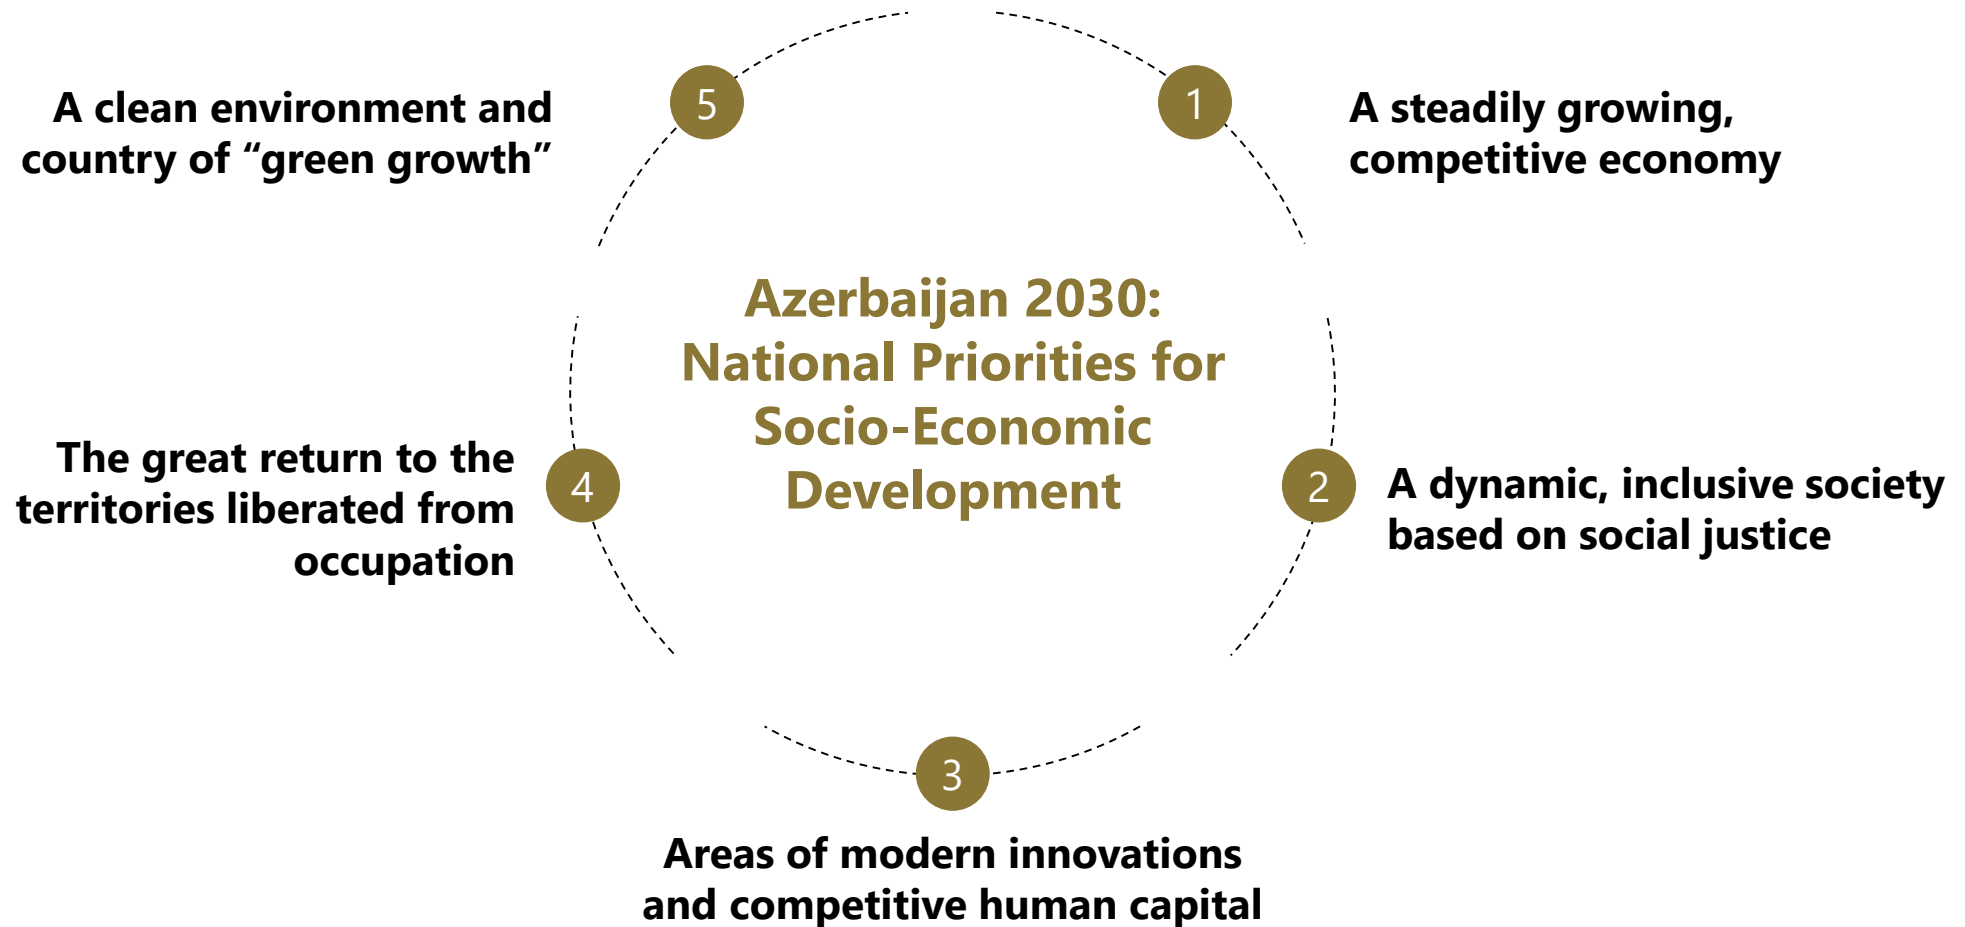 Azerbaijan 2030:
National Priorities for
Socio-Economic
Development
1
A steadily growing,
competitive economy
2
A dynamic, inclusive society
based on social justice
3
Areas of modern innovations
and competitive human capital
4
The great return to the
territories liberated from
occupation
5
A clean environment and
country of “green growth”